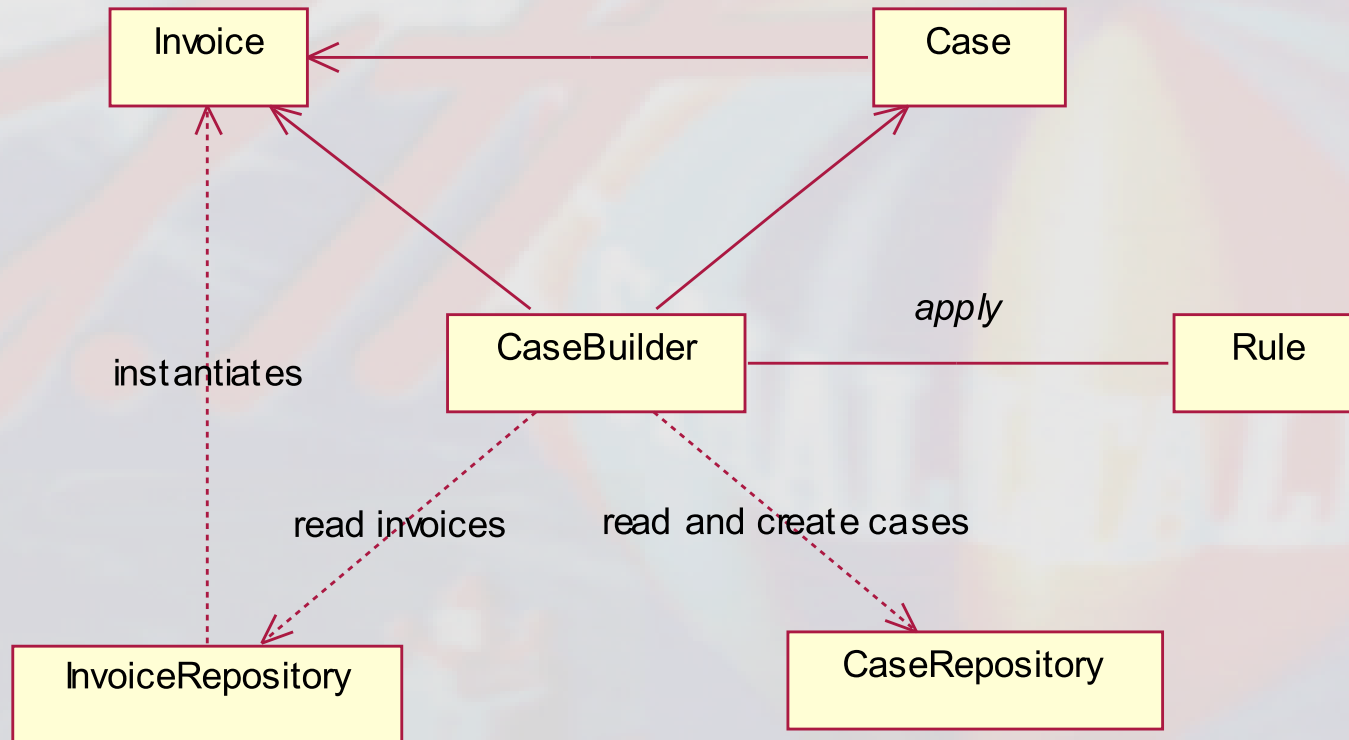 Invoice
Case
apply
CaseBuilder
Rule
instantiates
read invoices
read and create cases
InvoiceRepository
CaseRepository